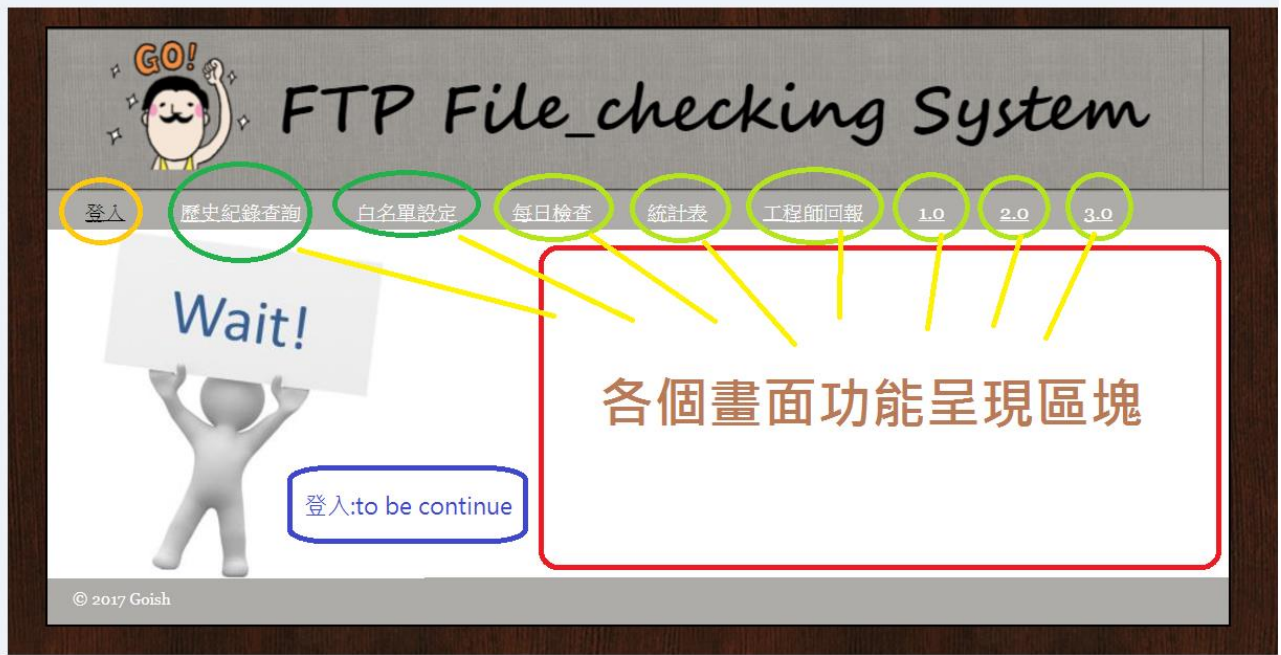 GO!
FTP File_checking System
登入 歷史紀錄查詢 白名單設定 每日檢查 統計表 工程師回報 1.0 2.0 3.0
Wait!
各個畫面功能呈現區塊
登入:to be continue
© 2017 Goish